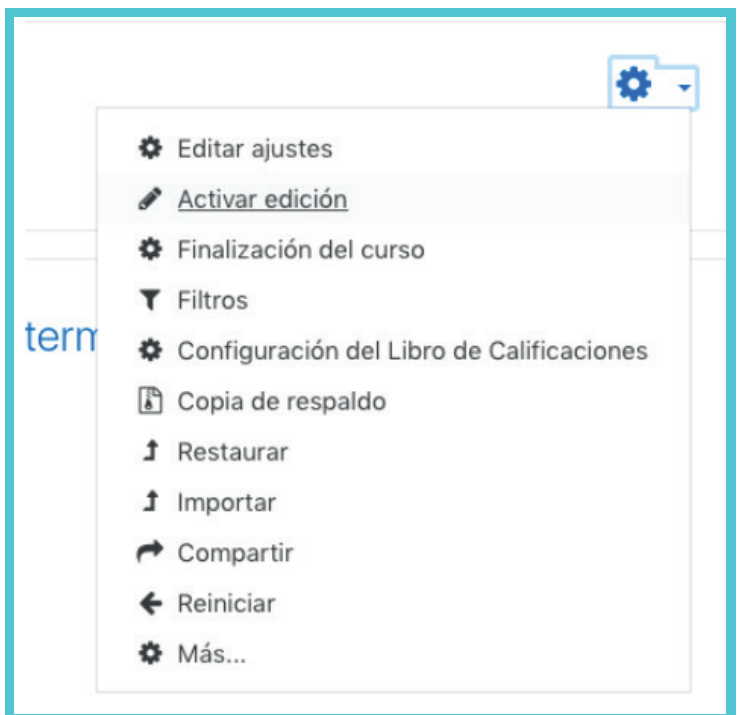 Editar ajustes
Activar edición
Finalización del curso
Filtros
term
Configuración del Libro de Calificaciones
Copia de respaldo
Restaurar
Importar
Compartir
Reiniciar
Más...